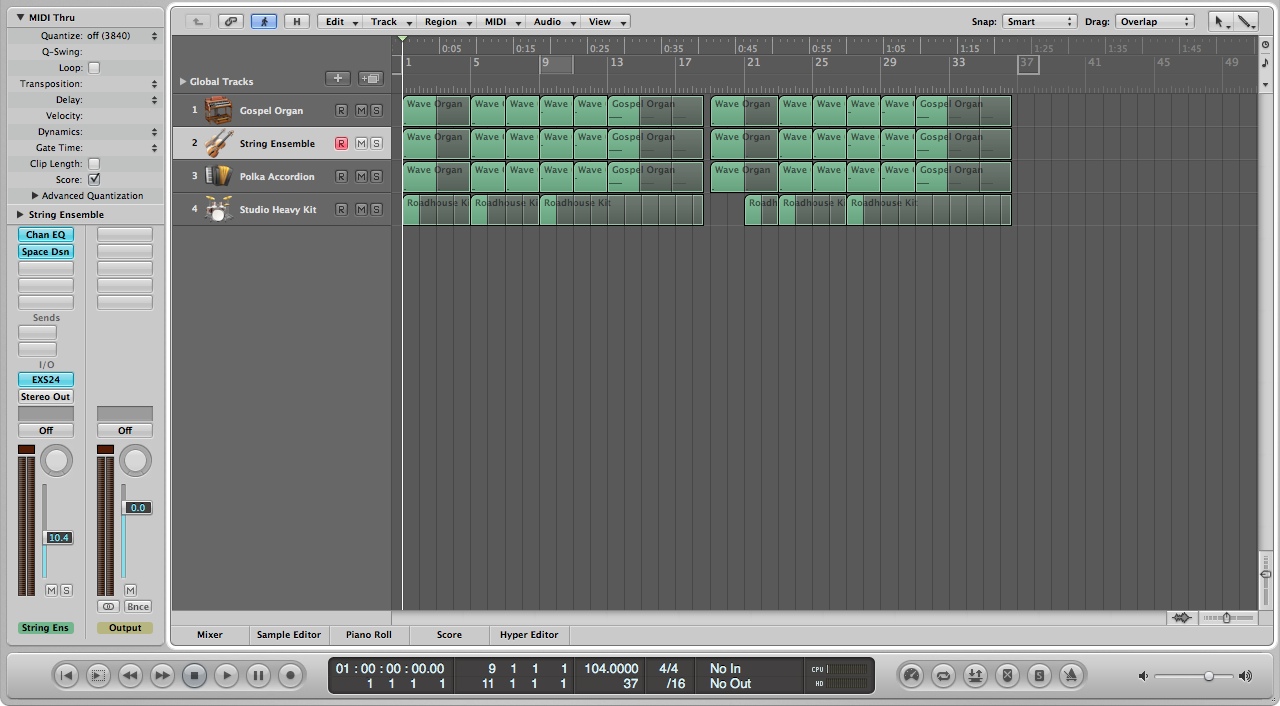 MIDI Thru
Quantize: off (3840)
Q-Swing:
Loop:
Transposition:
Delay:
Velocity:
Dynamics:
Gate Time:
Clip Length:
Score:
Advanced Quantization
String Ensemble
Chan EQ
Space Dsn
Sends
I/O
EXS24
Stereo Out
Off Off
0.0
10.4
M S M
Bnce
String Ens Output
H Edit Track Region MIDI Audio View Snap: Smart Drag: Overlap
0:05 0:15 0:25 0:35 0:45 0:55 1:05 1:15 1:25 1:35 1:45
1 5 9 13 17 21 25 29 33 37 41 45 49
Global Tracks
1 Gospel Organ R M S Wave Organ Wave Wave Wave Wave Gospel Organ Wave Organ Wave Wave Wave Wave Gospel Organ
2 String Ensemble R M S Wave Organ Wave Wave Wave Wave Gospel Organ Wave Organ Wave Wave Wave Wave Gospel Organ
3 Polka Accordion R M S Wave Organ Wave Wave Wave Wave Gospel Organ Wave Organ Wave Wave Wave Wave Gospel Organ
4 Studio Heavy Kit R M S Roadhouse K Roadhouse Ki Roadhouse Kit Roadh Roadhouse K Roadhouse Kit
Mixer Sample Editor Piano Roll Score Hyper Editor
01 : 00 : 00 : 00.00 9 1 1 1 104.0000 4/4 No In CPU
1 1 1 1 11 1 1 1 37 /16 No Out HD
S